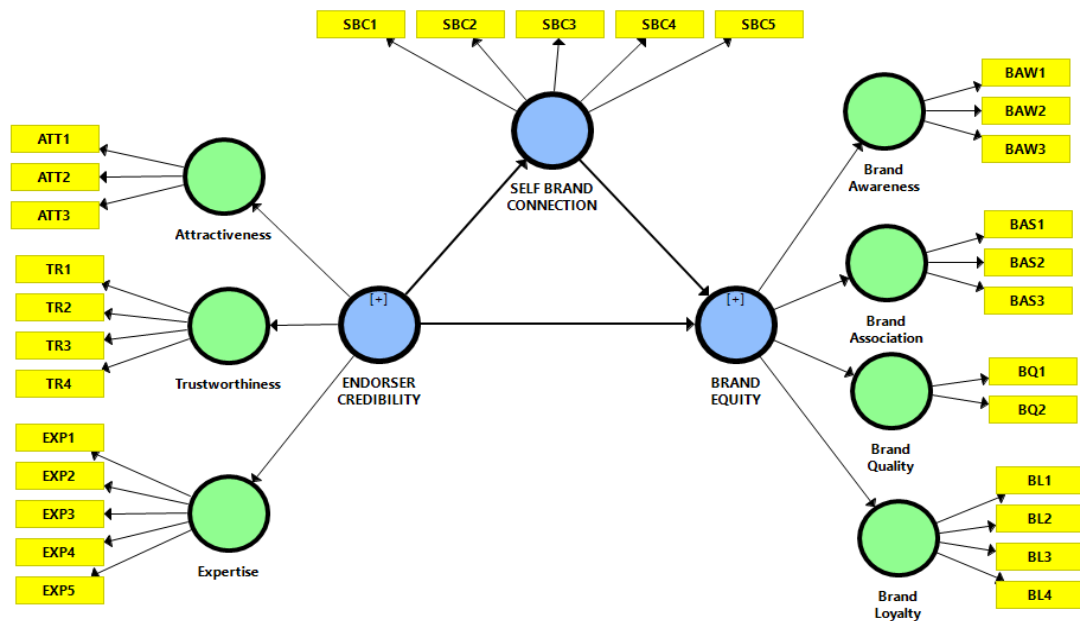 SBC1
SBC2
SBC3
SBC4
SBC5
SELF BRAND
CONNECTION
ATT1
ATT2
ATT3
Attractiveness
TR1
TR2
TR3
TR4
Trustworthiness
EXP1
EXP2
EXP3
EXP4
EXP5
Expertise
[+]
ENDORSER
CREDIBILITY
[+]
BRAND
EQUITY
BAW1
BAW2
BAW3
Brand
Awareness
BAS1
BAS2
BAS3
Brand
Association
BQ1
BQ2
Brand
Quality
BL1
BL2
BL3
BL4
Brand
Loyalty